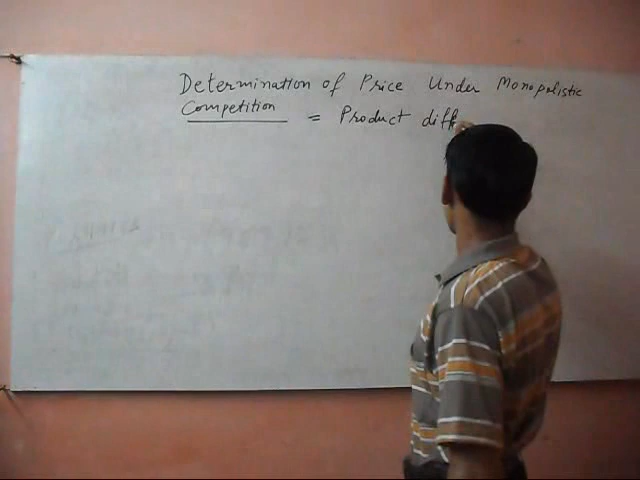 Determination of Price Under Monopolistic
Competition = Product diff